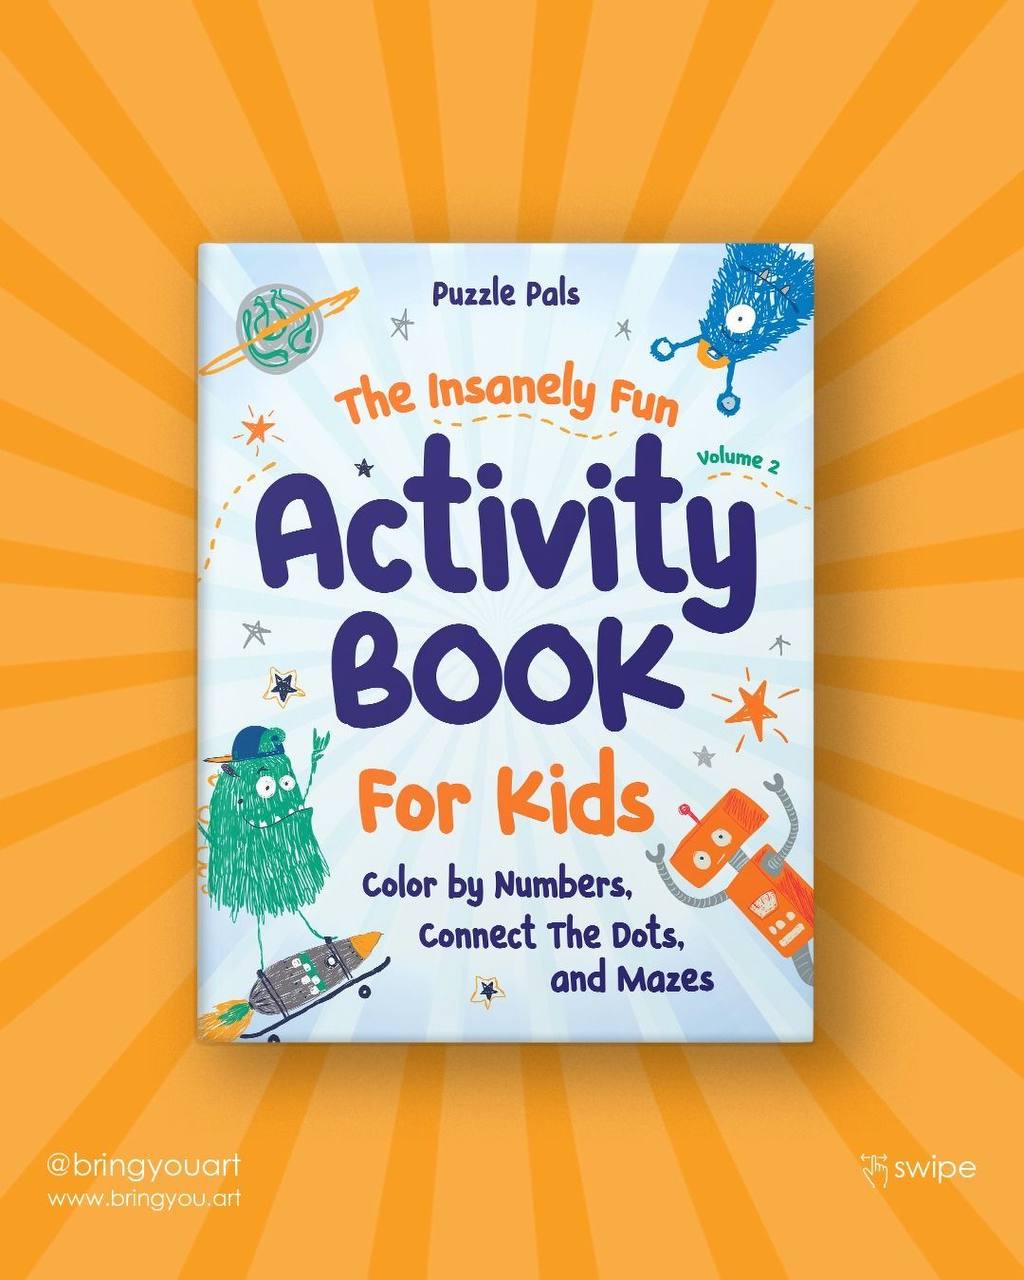 Puzzle Pals
The Insanely Fun
Volume 2
Activity
BOOK
For Kids
Color by Numbers,
Connect The Dots,
and Mazes
@bringyouart
www.bringyou.art
swipe